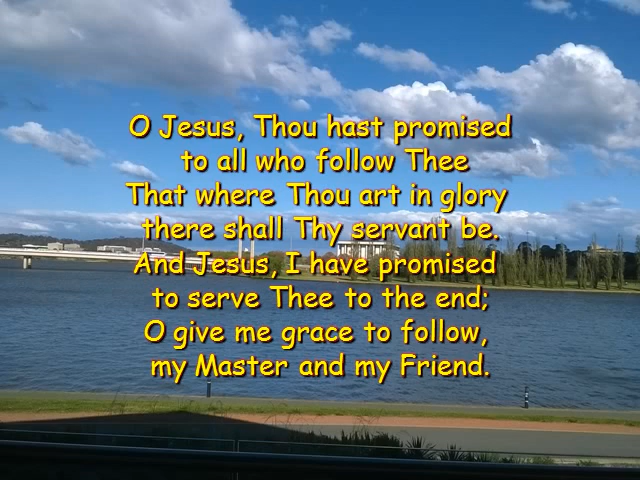 O Jesus, Thou hast promised
to all who follow Thee
That where Thou art in glory
there shall Thy servant be.
And Jesus, I have promised
to serve Thee to the end;
O give me grace to follow,
my Master and my Friend.